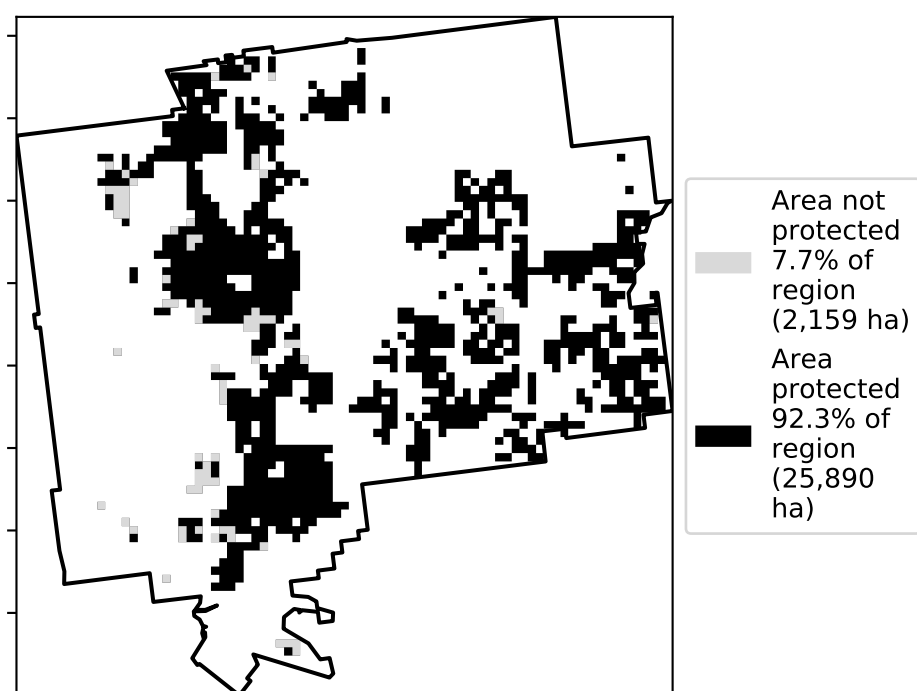 Area not
protected
7.7% of
region
(2,159 ha)
Area
protected
92.3% of
region
(25,890
ha)